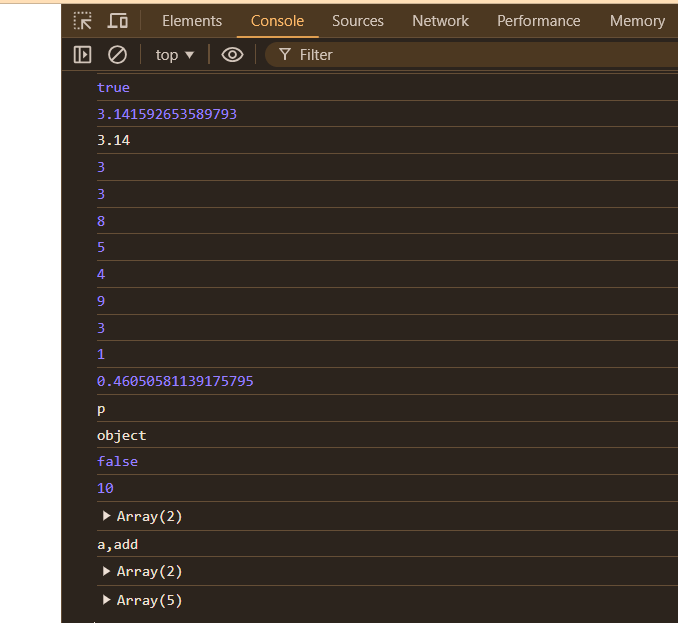 Elements Console Sources Network Performance Memory
top Filter
true
3.141592653589793
3.14
3
3
8
5
4
9
3
1
0.46050581139175795
p
object
false
10
Array(2)
a,add
Array(2)
Array(5)